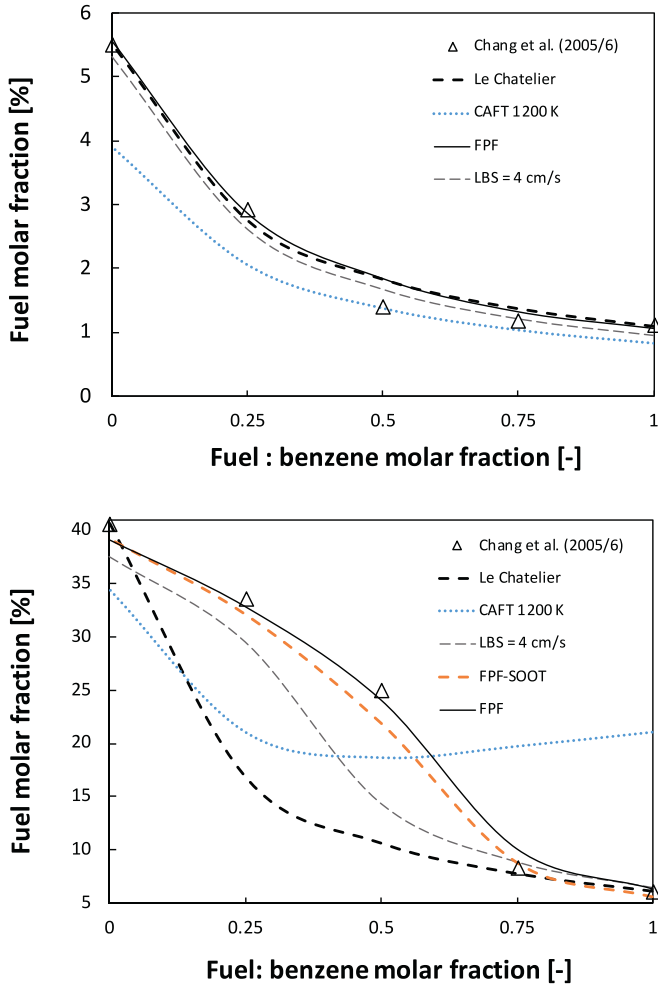 Fuel molar fraction [%]
6
5
4
3
2
1
0
Chang et al. (2005/6)
Le Chatelier
CAFT 1200 K
FPF
LBS = 4 cm/s
0 0.25 0.5 0.75 1
Fuel : benzene molar fraction [-]
Fuel molar fraction [%]
40
35
30
25
20
15
10
5
Chang et al. (2005/6)
Le Chatelier
CAFT 1200 K
LBS = 4 cm/s
FPF-SOOT
FPF
0 0.25 0.5 0.75 1
Fuel: benzene molar fraction [-]